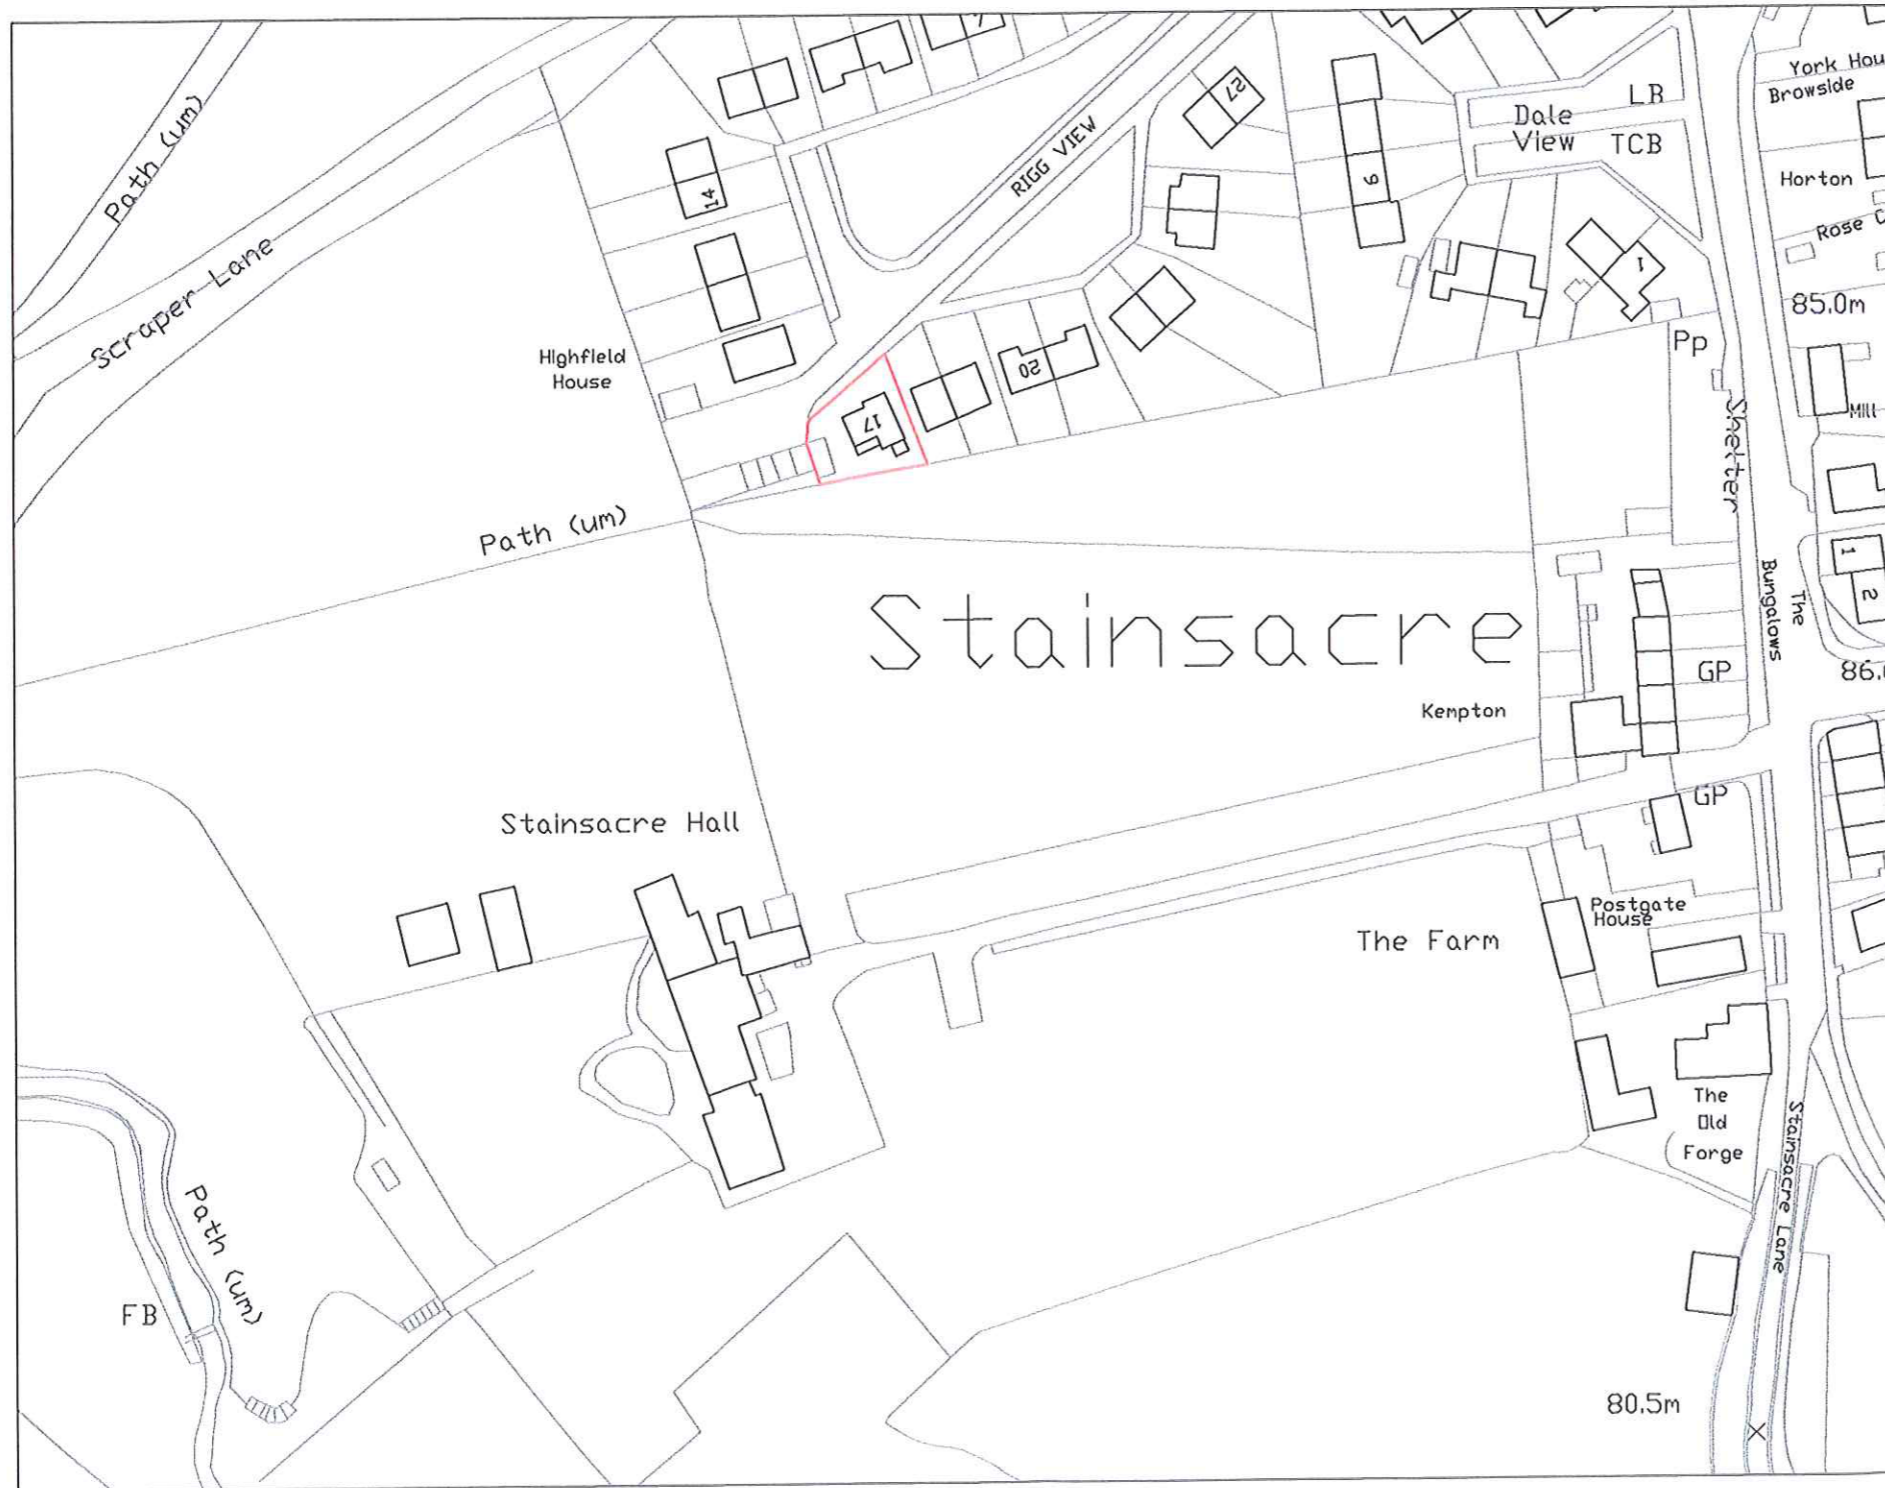 York Hou
Browside
27
LB
Dale
View
TCB
Path (um)
RIGG VIEW
14
9
Horton
Rose C
Scraper Lane
1
85.0m
Highfield
House
Pp
20
17
Mill
Shelter
Path (um)
1
2
The
Bungalows
Stainsacre
GP
86.
Kempton
GP
Stainsacre Hall
Postgate
House
The Farm
The
Old
Forge
Stainsacre Lane
Path (um)
FB
80.5m